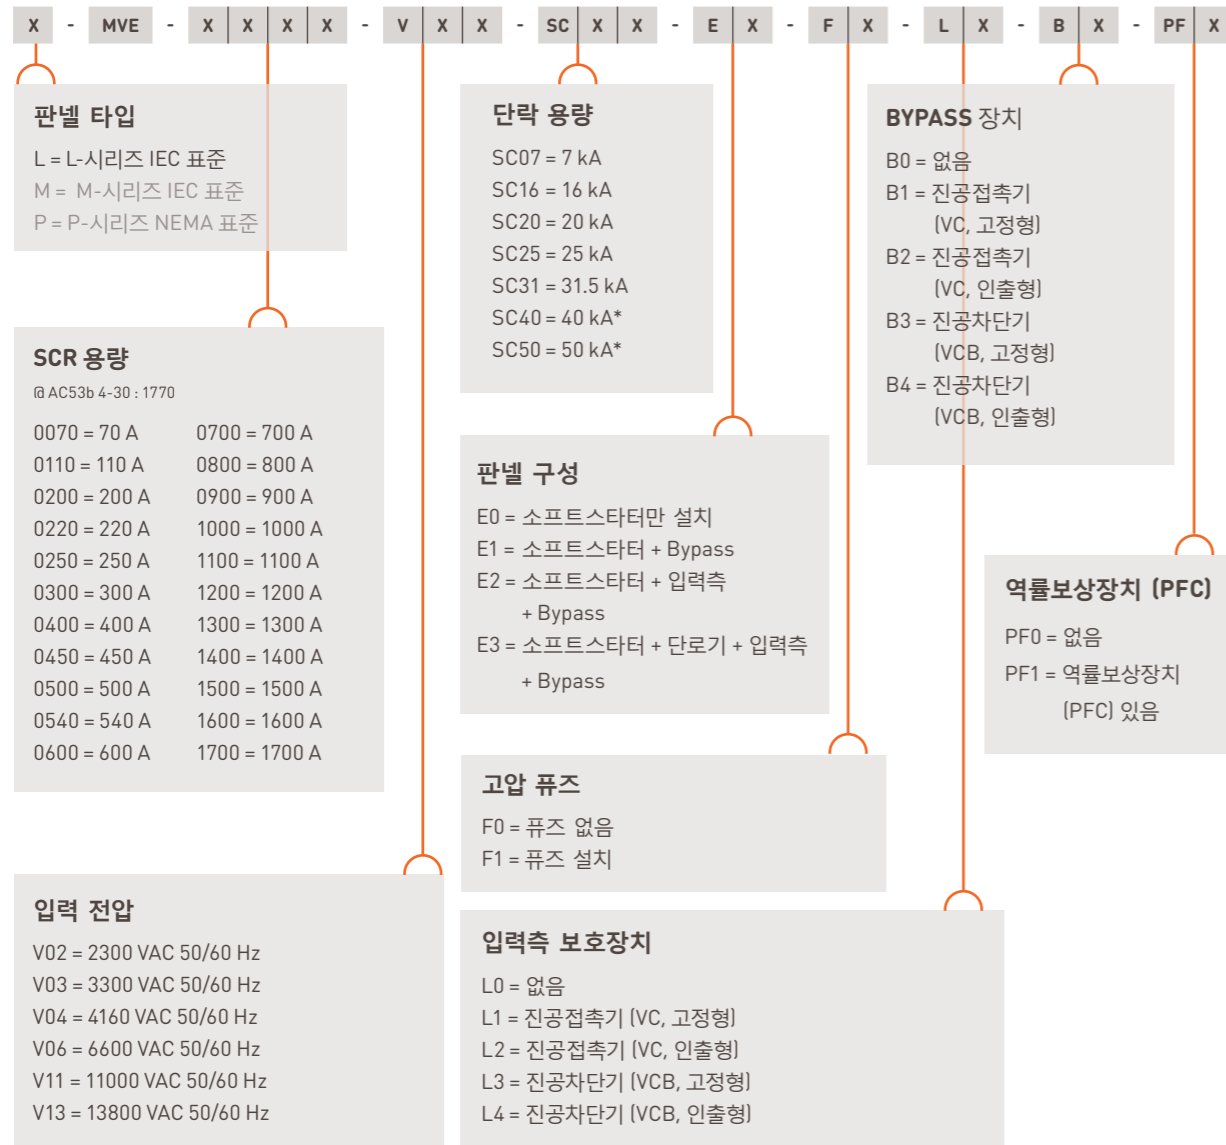 X - MVE - X X X X - V X X - SC X X - E X - F X - L X - B X - PF X
판넬 타입
L = L-시리즈 IEC 표준
M = M-시리즈 IEC 표준
P = P-시리즈 NEMA 표준
SCR 용량
@ AC53b 4-30 : 1770
0070 = 70 A 0700 = 700 A
0110 = 110 A 0800 = 800 A
0200 = 200 A 0900 = 900 A
0220 = 220 A 1000 = 1000 A
0250 = 250 A 1100 = 1100 A
0300 = 300 A 1200 = 1200 A
0400 = 400 A 1300 = 1300 A
0450 = 450 A 1400 = 1400 A
0500 = 500 A 1500 = 1500 A
0540 = 540 A 1600 = 1600 A
0600 = 600 A 1700 = 1700 A
입력 전압
V02 = 2300 VAC 50/60 Hz
V03 = 3300 VAC 50/60 Hz
V04 = 4160 VAC 50/60 Hz
V06 = 6600 VAC 50/60 Hz
V11 = 11000 VAC 50/60 Hz
V13 = 13800 VAC 50/60 Hz
단락 용량
SC07 = 7 kA
SC16 = 16 kA
SC20 = 20 kA
SC25 = 25 kA
SC31 = 31.5 kA
SC40 = 40 kA*
SC50 = 50 kA*
판넬 구성
E0 = 소프트스타터만 설치
E1 = 소프트스타터 + Bypass
E2 = 소프트스타터 + 입력측
+ Bypass
E3 = 소프트스타터 + 단로기 + 입력측
+ Bypass
고압 퓨즈
F0 = 퓨즈 없음
F1 = 퓨즈 설치
입력측 보호장치
L0 = 없음
L1 = 진공접촉기 (VC, 고정형)
L2 = 진공접촉기 (VC, 인출형)
L3 = 진공차단기 (VCB, 고정형)
L4 = 진공차단기 (VCB, 인출형)
BYPASS 장치
B0 = 없음
B1 = 진공접촉기
(VC, 고정형)
B2 = 진공접촉기
(VC, 인출형)
B3 = 진공차단기
(VCB, 고정형)
B4 = 진공차단기
(VCB, 인출형)
역률보상장치 (PFC)
PF0 = 없음
PF1 = 역률보상장치
(PFC) 있음